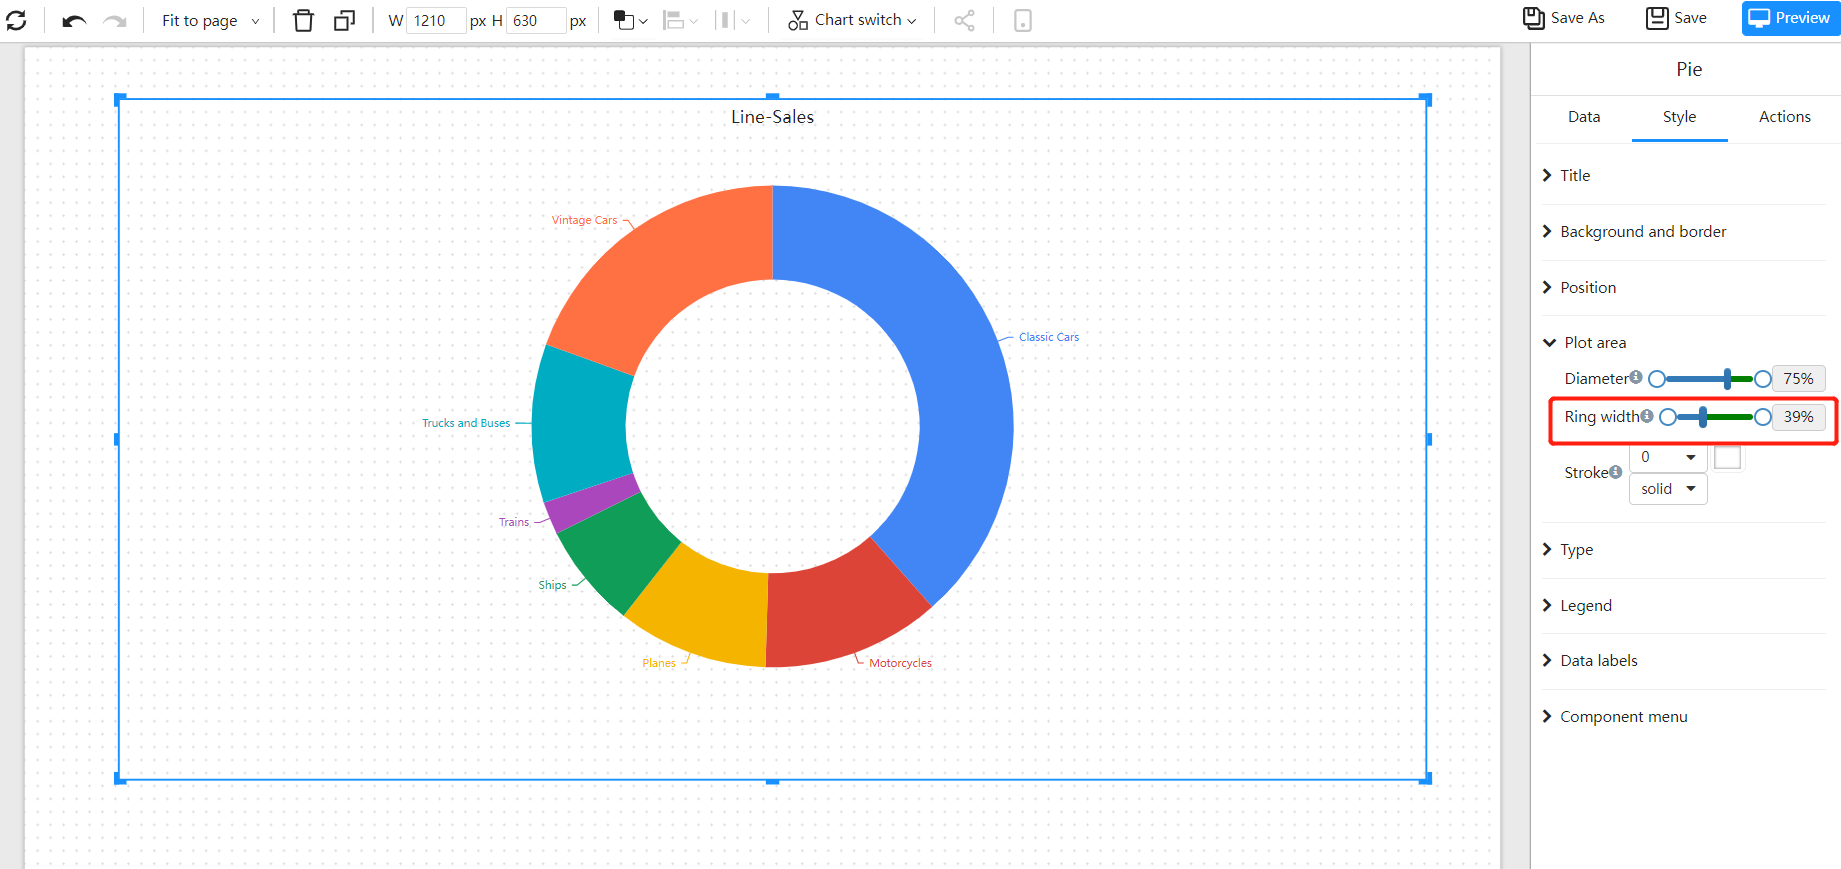 Fit to page
W 1210 px H 630 px
Chart switch
Save As
Save
Preview
Line-Sales
Vintage Cars
Classic Cars
Trucks and Buses
Trains
Ships
Planes
Motorcycles
Pie
Data Style Actions
Title
Background and border
Position
Plot area
Diameter 75%
Ring width 39%
Stroke 0
solid
Type
Legend
Data labels
Component menu